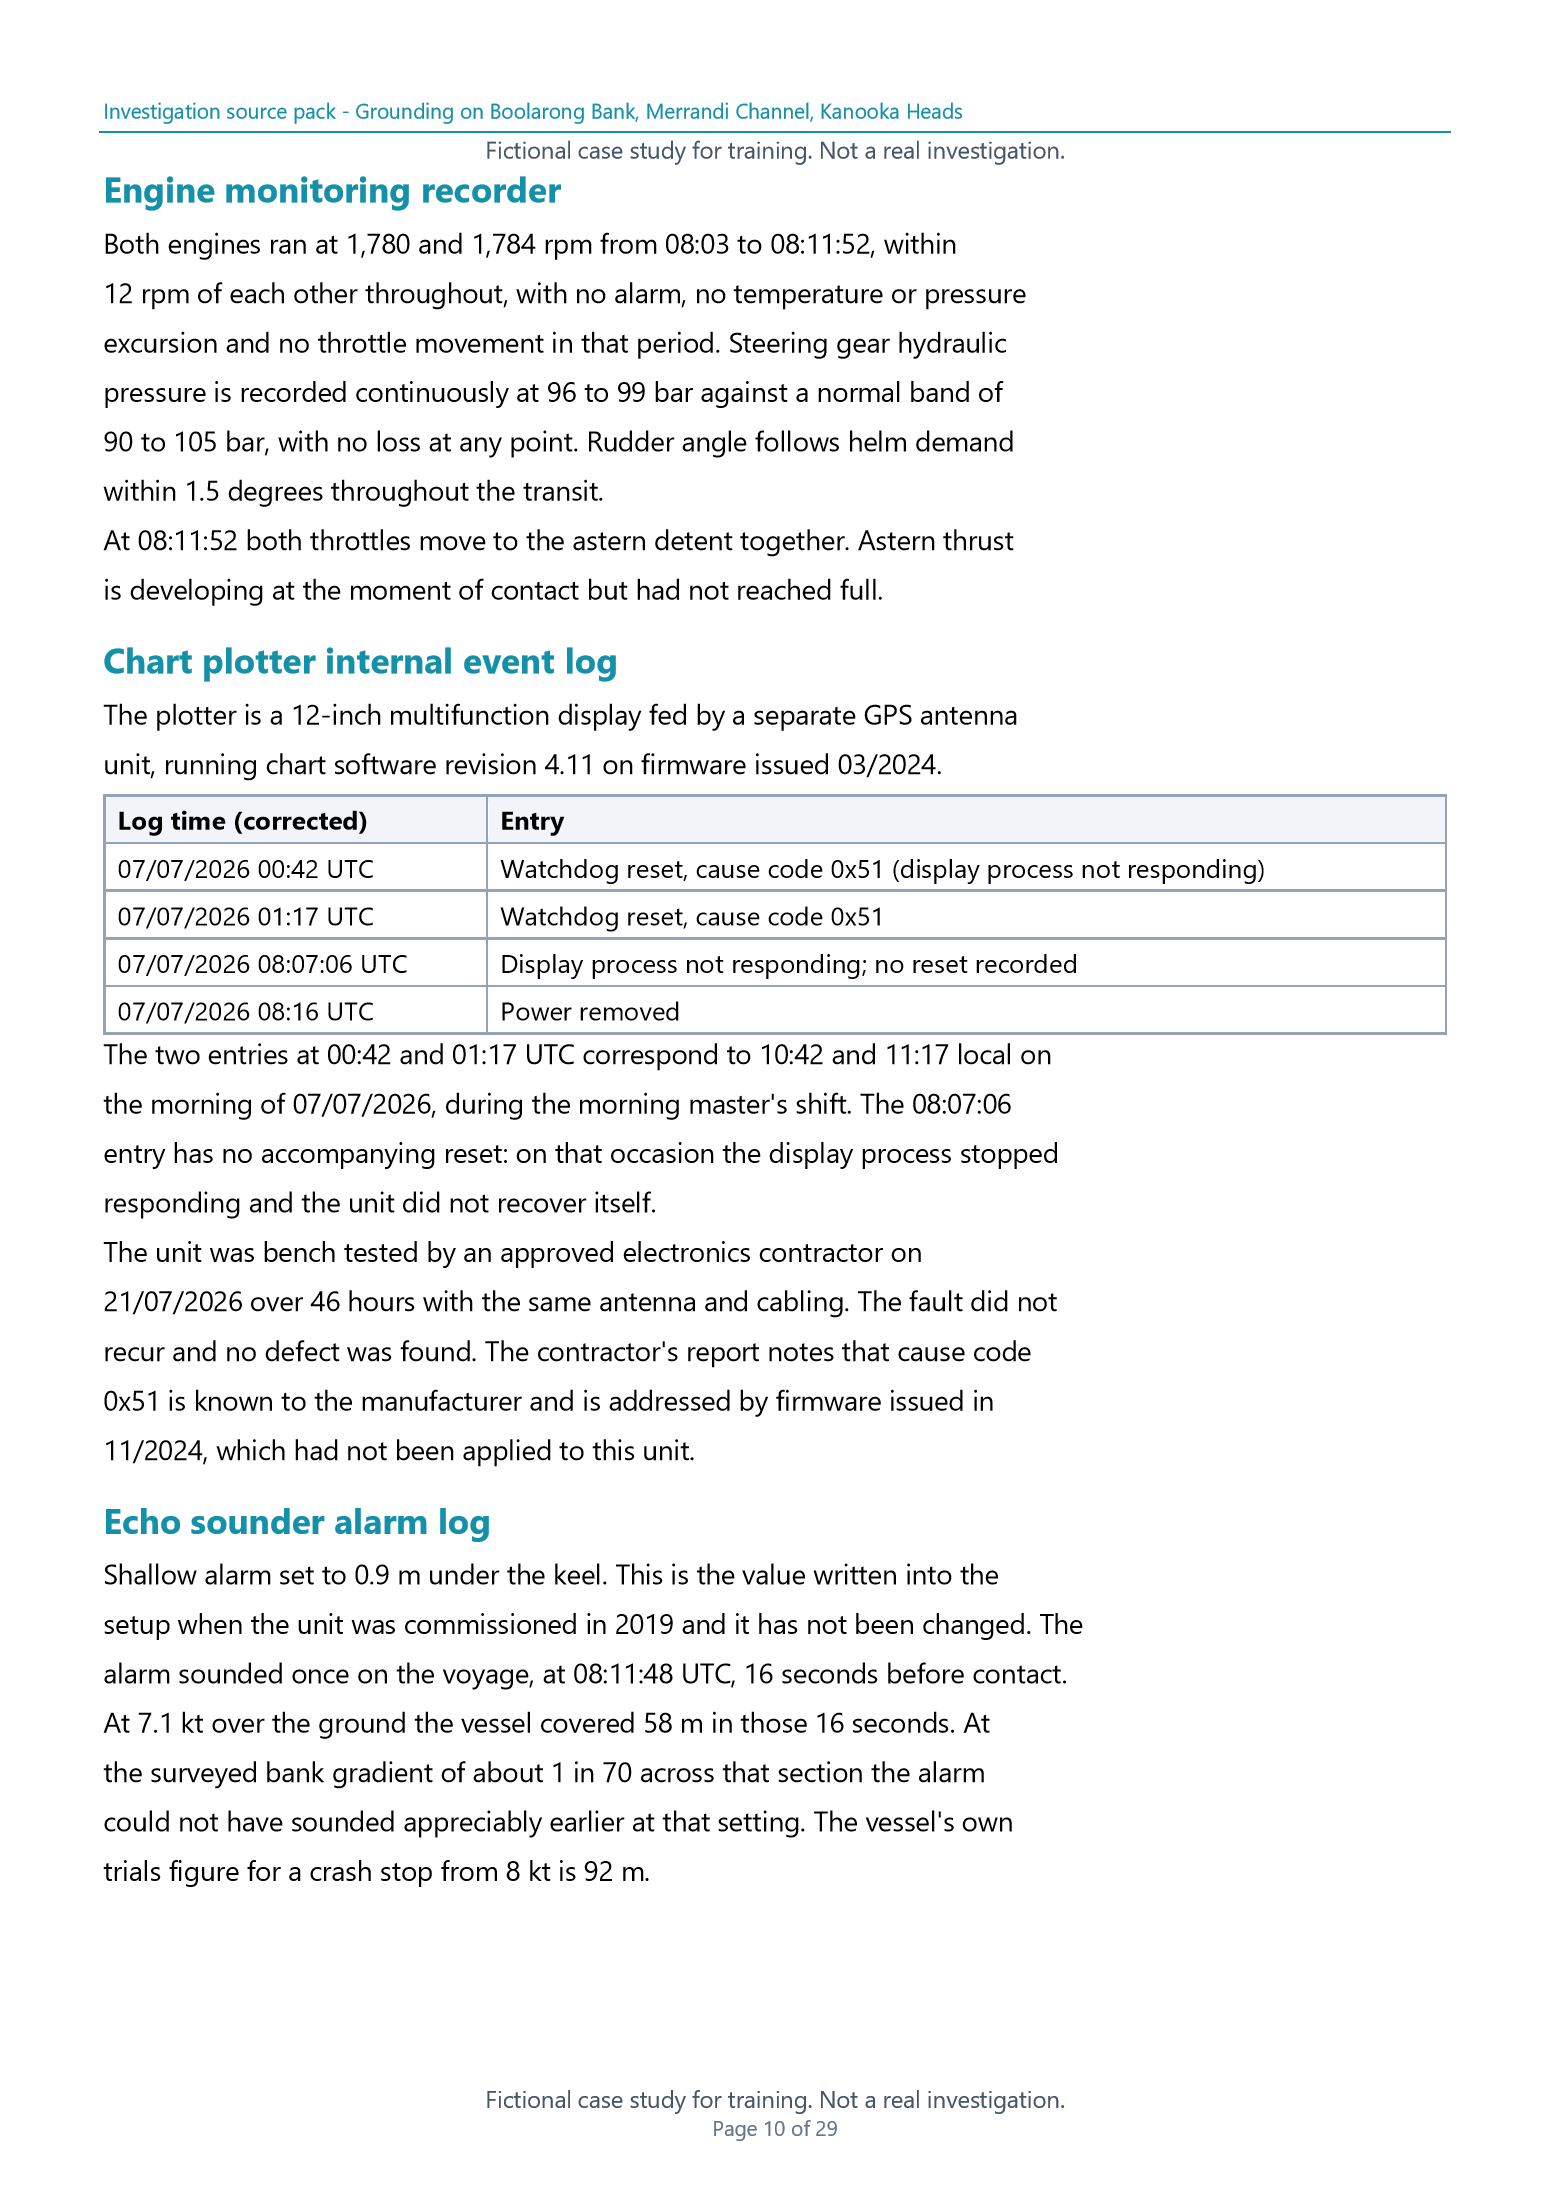 Investigation source pack - Grounding on Boolarong Bank, Merrandi Channel, Kanooka Heads
Fictional case study for training. Not a real investigation.
Engine monitoring recorder
Both engines ran at 1,780 and 1,784 rpm from 08:03 to 08:11:52, within
12 rpm of each other throughout, with no alarm, no temperature or pressure
excursion and no throttle movement in that period. Steering gear hydraulic
pressure is recorded continuously at 96 to 99 bar against a normal band of
90 to 105 bar, with no loss at any point. Rudder angle follows helm demand
within 1.5 degrees throughout the transit.
At 08:11:52 both throttles move to the astern detent together. Astern thrust
is developing at the moment of contact but had not reached full.
Chart plotter internal event log
The plotter is a 12-inch multifunction display fed by a separate GPS antenna
unit, running chart software revision 4.11 on firmware issued 03/2024.
Log time (corrected) Entry
07/07/2026 00:42 UTC Watchdog reset, cause code 0x51 (display process not responding)
07/07/2026 01:17 UTC Watchdog reset, cause code 0x51
07/07/2026 08:07:06 UTC Display process not responding; no reset recorded
07/07/2026 08:16 UTC Power removed
The two entries at 00:42 and 01:17 UTC correspond to 10:42 and 11:17 local on
the morning of 07/07/2026, during the morning master's shift. The 08:07:06
entry has no accompanying reset: on that occasion the display process stopped
responding and the unit did not recover itself.
The unit was bench tested by an approved electronics contractor on
21/07/2026 over 46 hours with the same antenna and cabling. The fault did not
recur and no defect was found. The contractor's report notes that cause code
0x51 is known to the manufacturer and is addressed by firmware issued in
11/2024, which had not been applied to this unit.
Echo sounder alarm log
Shallow alarm set to 0.9 m under the keel. This is the value written into the
setup when the unit was commissioned in 2019 and it has not been changed. The
alarm sounded once on the voyage, at 08:11:48 UTC, 16 seconds before contact.
At 7.1 kt over the ground the vessel covered 58 m in those 16 seconds. At
the surveyed bank gradient of about 1 in 70 across that section the alarm
could not have sounded appreciably earlier at that setting. The vessel's own
trials figure for a crash stop from 8 kt is 92 m.
Fictional case study for training. Not a real investigation.
Page 10 of 29